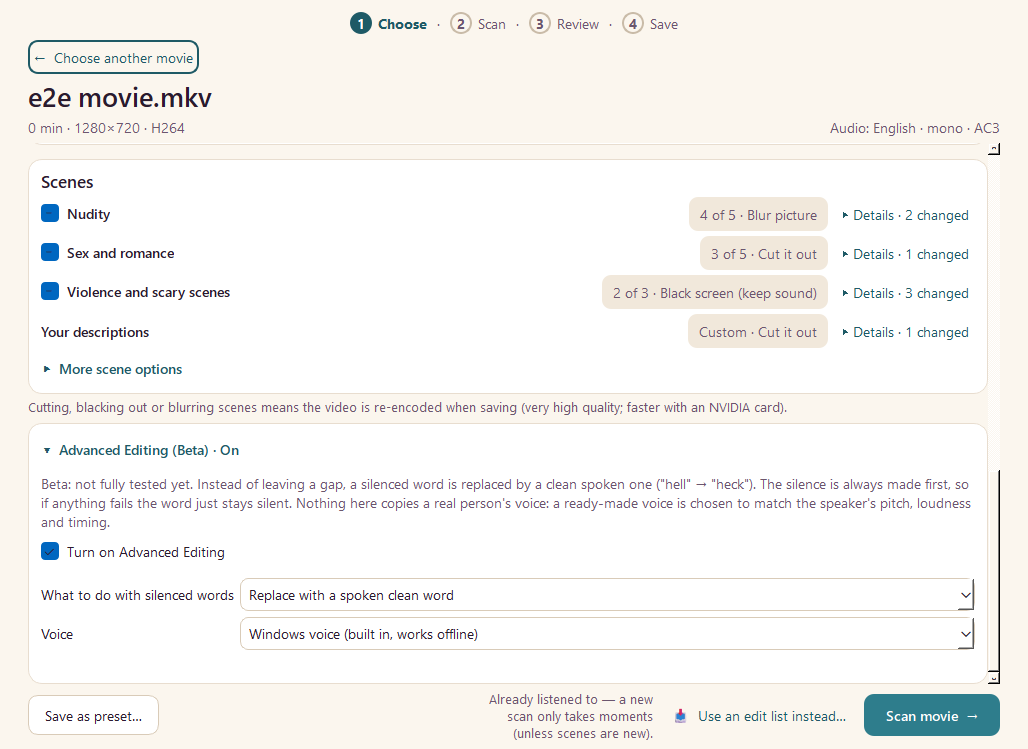 1 Choose · 2 Scan · 3 Review · 4 Save
← Choose another movie
e2e movie.mkv
0 min · 1280×720 · H264
Audio: English · mono · AC3
Scenes
Nudity
4 of 5 · Blur picture
▸ Details · 2 changed
Sex and romance
3 of 5 · Cut it out
▸ Details · 1 changed
Violence and scary scenes
2 of 3 · Black screen (keep sound)
▸ Details · 3 changed
Your descriptions
Custom · Cut it out
▸ Details · 1 changed
▸ More scene options
Cutting, blacking out or blurring scenes means the video is re-encoded when saving (very high quality; faster with an NVIDIA card).
▾ Advanced Editing (Beta) · On
Beta: not fully tested yet. Instead of leaving a gap, a silenced word is replaced by a clean spoken one ("hell" → "heck"). The silence is always made first, so
if anything fails the word just stays silent. Nothing here copies a real person's voice: a ready-made voice is chosen to match the speaker's pitch, loudness
and timing.
Turn on Advanced Editing
What to do with silenced words
Replace with a spoken clean word
Voice
Windows voice (built in, works offline)
Save as preset...
Already listened to — a new
scan only takes moments
(unless scenes are new).
Use an edit list instead...
Scan movie →